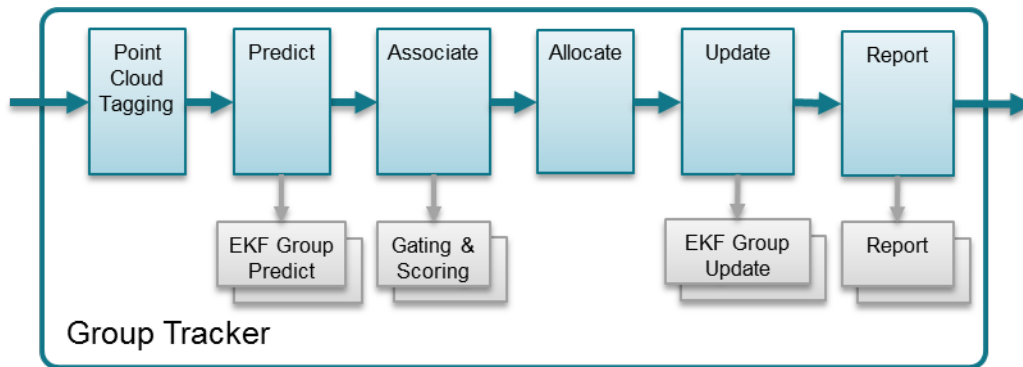 Point
Cloud
Tagging
Predict
Associate
Allocate
Update
Report
EKF Group
Predict
Gating &
Scoring
EKF Group
Update
Report
Group Tracker